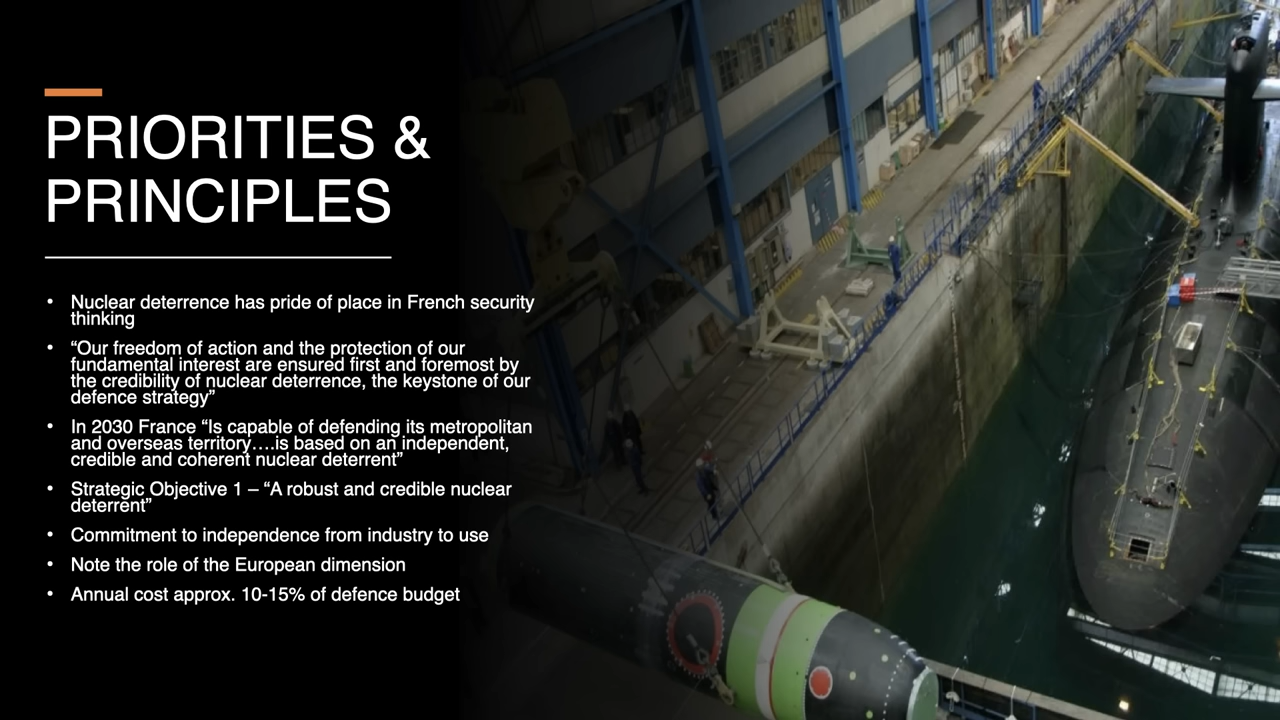 PRIORITIES &
PRINCIPLES
• Nuclear deterrence has pride of place in French security
thinking
• “Our freedom of action and the protection of our
fundamental interest are ensured first and foremost by
the credibility of nuclear deterrence, the keystone of our
defence strategy”
• In 2030 France “Is capable of defending its metropolitan
and overseas territory….is based on an independent,
credible and coherent nuclear deterrent”
• Strategic Objective 1 – “A robust and credible nuclear
deterrent”
• Commitment to independence from industry to use
• Note the role of the European dimension
• Annual cost approx. 10-15% of defence budget